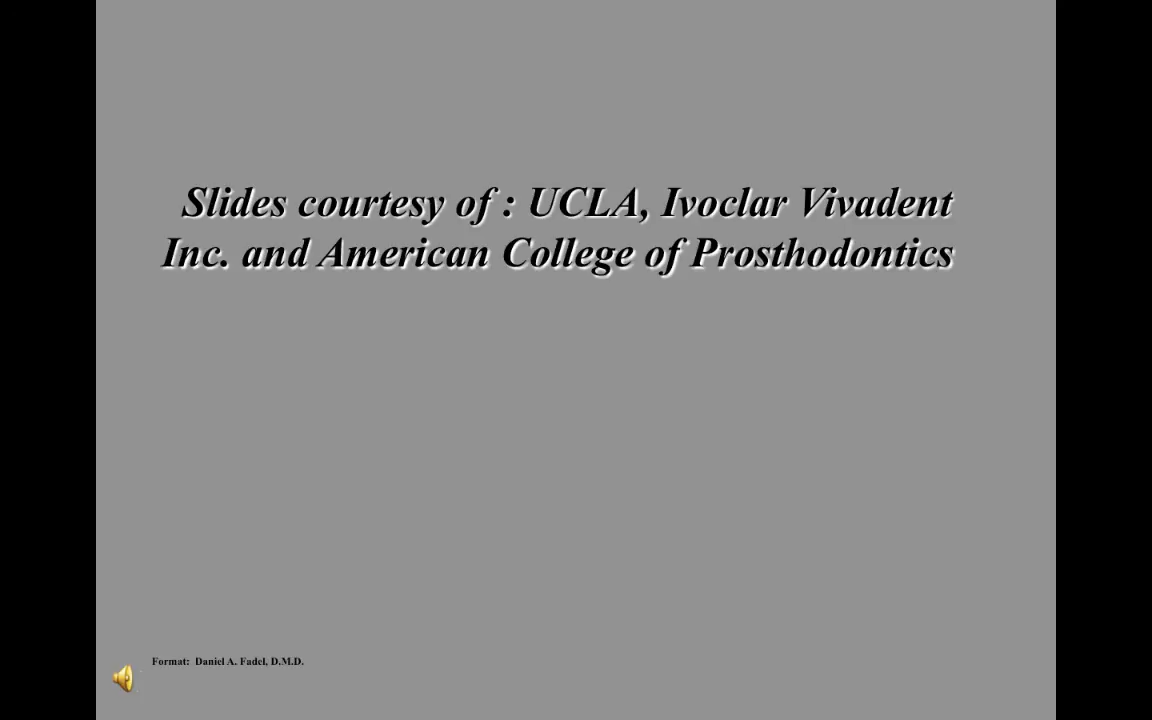 Slides courtesy of : UCLA, Ivoclar Vivadent
Inc. and American College of Prosthodontics
Format: Daniel A. Fadel, D.M.D.